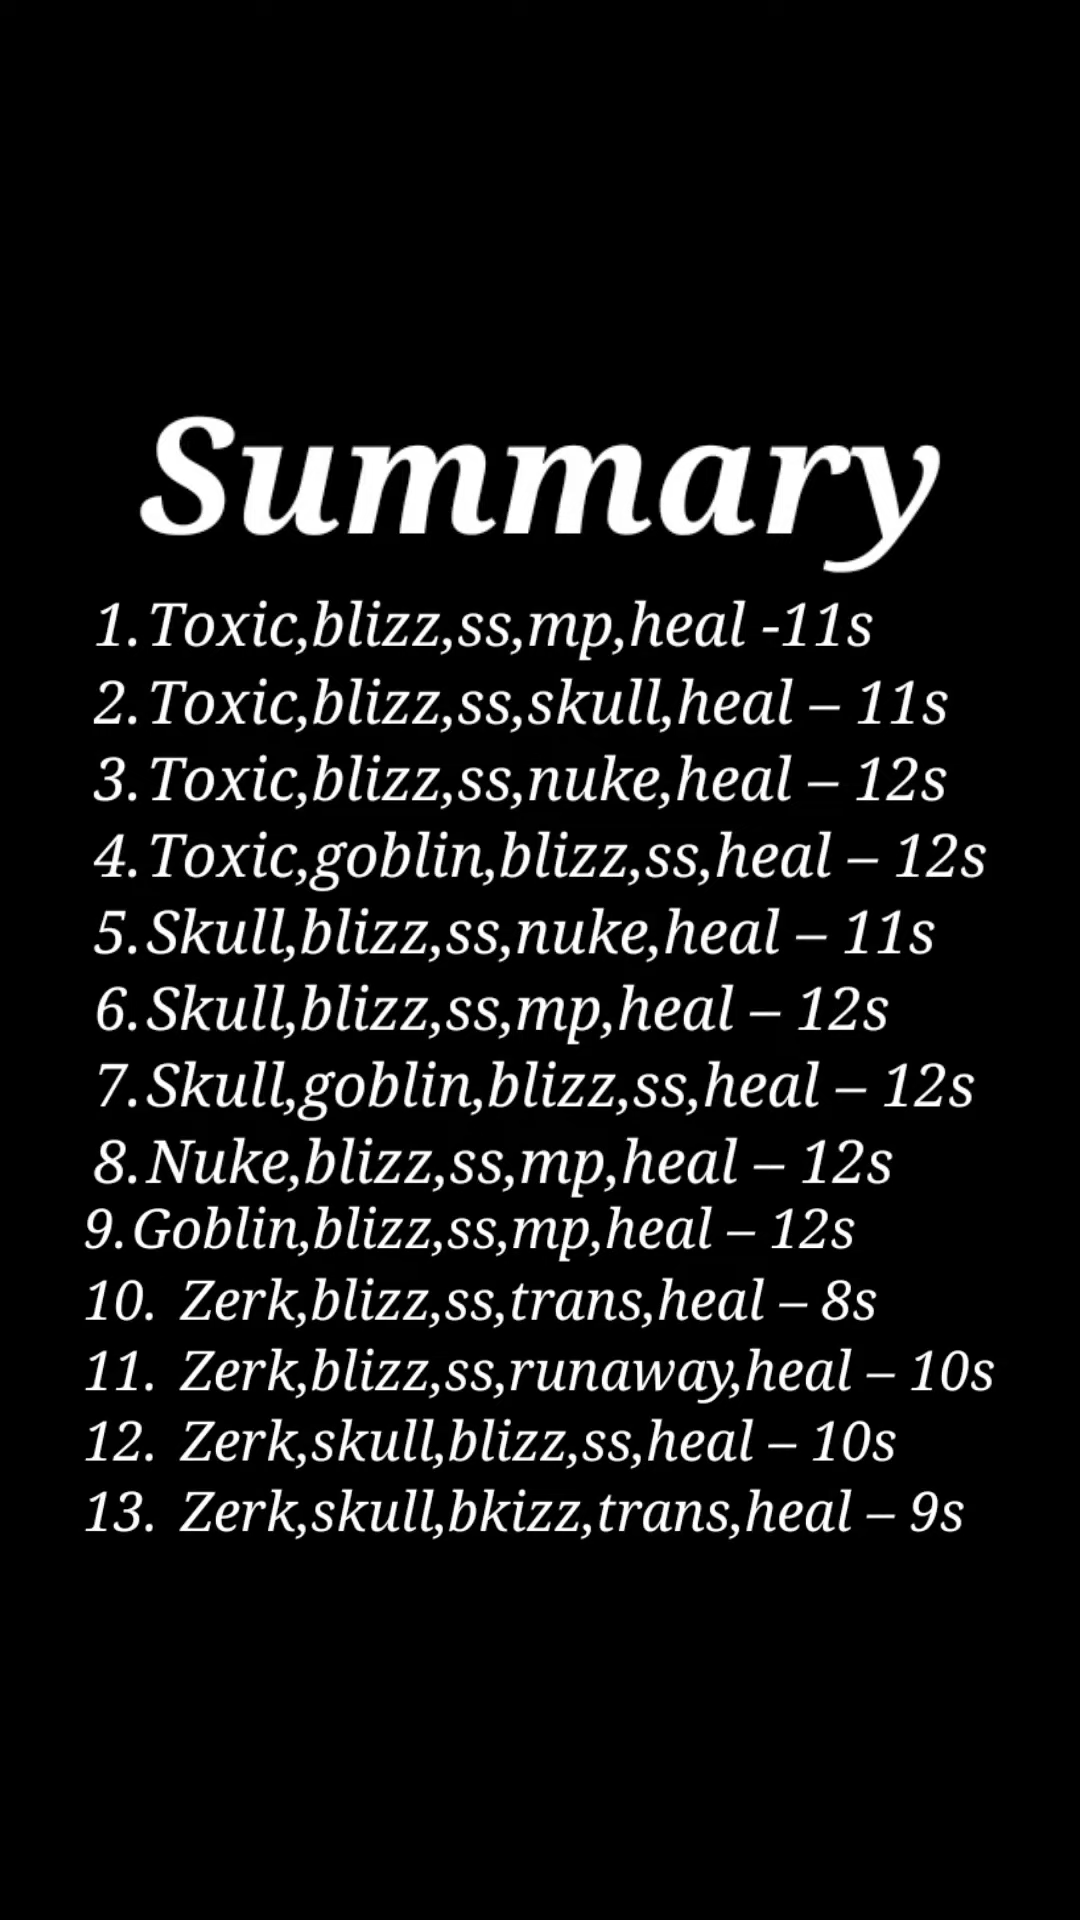 Summary
1. Toxic,blizz,ss,mp,heal -11s
2. Toxic,blizz,ss,skull,heal – 11s
3. Toxic,blizz,ss,nuke,heal – 12s
4. Toxic,goblin,blizz,ss,heal – 12s
5. Skull,blizz,ss,nuke,heal – 11s
6. Skull,blizz,ss,mp,heal – 12s
7. Skull,goblin,blizz,ss,heal – 12s
8. Nuke,blizz,ss,mp,heal – 12s
9. Goblin,blizz,ss,mp,heal – 12s
10. Zerk,blizz,ss,trans,heal – 8s
11. Zerk,blizz,ss,runaway,heal – 10s
12. Zerk,skull,blizz,ss,heal – 10s
13. Zerk,skull,bkizz,trans,heal – 9s